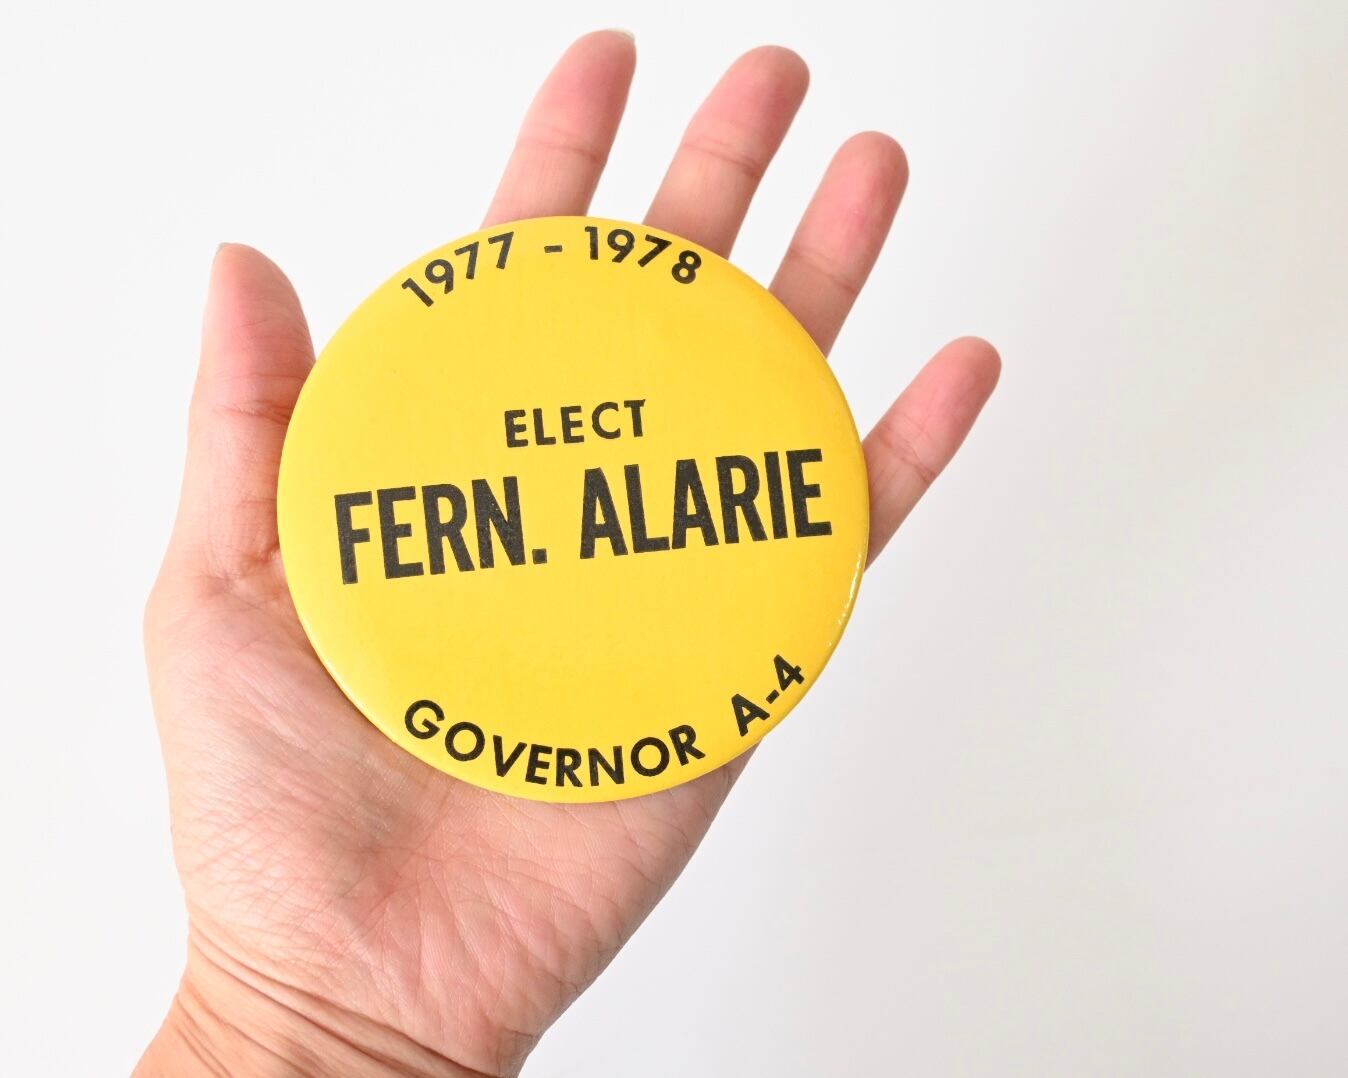 1977 - 1978
ELECT
FERN. ALARIE
GOVERNOR A-4